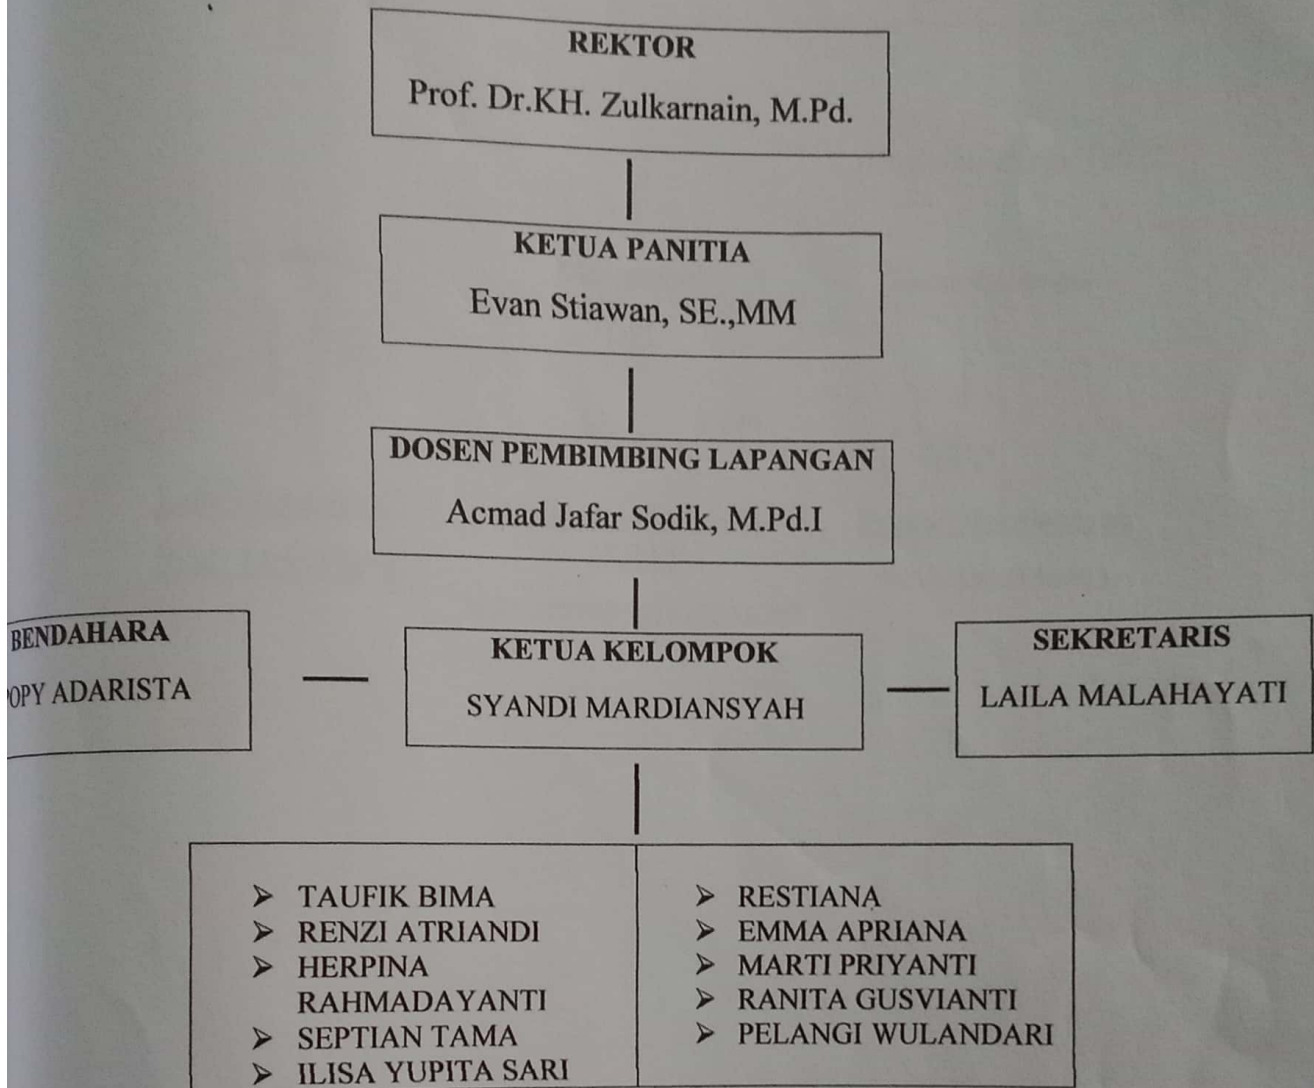 REKTOR
Prof. Dr.KH. Zulkarnain, M.Pd.
KETUA PANITIA
Evan Stiawan, SE.,MM
DOSEN PEMBIMBING LAPANGAN
Acmad Jafar Sodik, M.Pd.I
BENDAHARA
ADARISTA
KETUA KELOMPOK
SYANDI MARDIANSYAH
SEKRETARIS
LAILA MALAHAYATI
➢ TAUFIK BIMA
➢ RENZI ATRIANDI
➢ HERPINA
RAHMADAYANTI
➢ SEPTIAN TAMA
➢ ILISA YUPITA SARI
➢ RESTIANA
➢ EMMA APRIANA
➢ MARTI PRIYANTI
➢ RANITA GUSVIANTI
➢ PELANGI WULANDARI